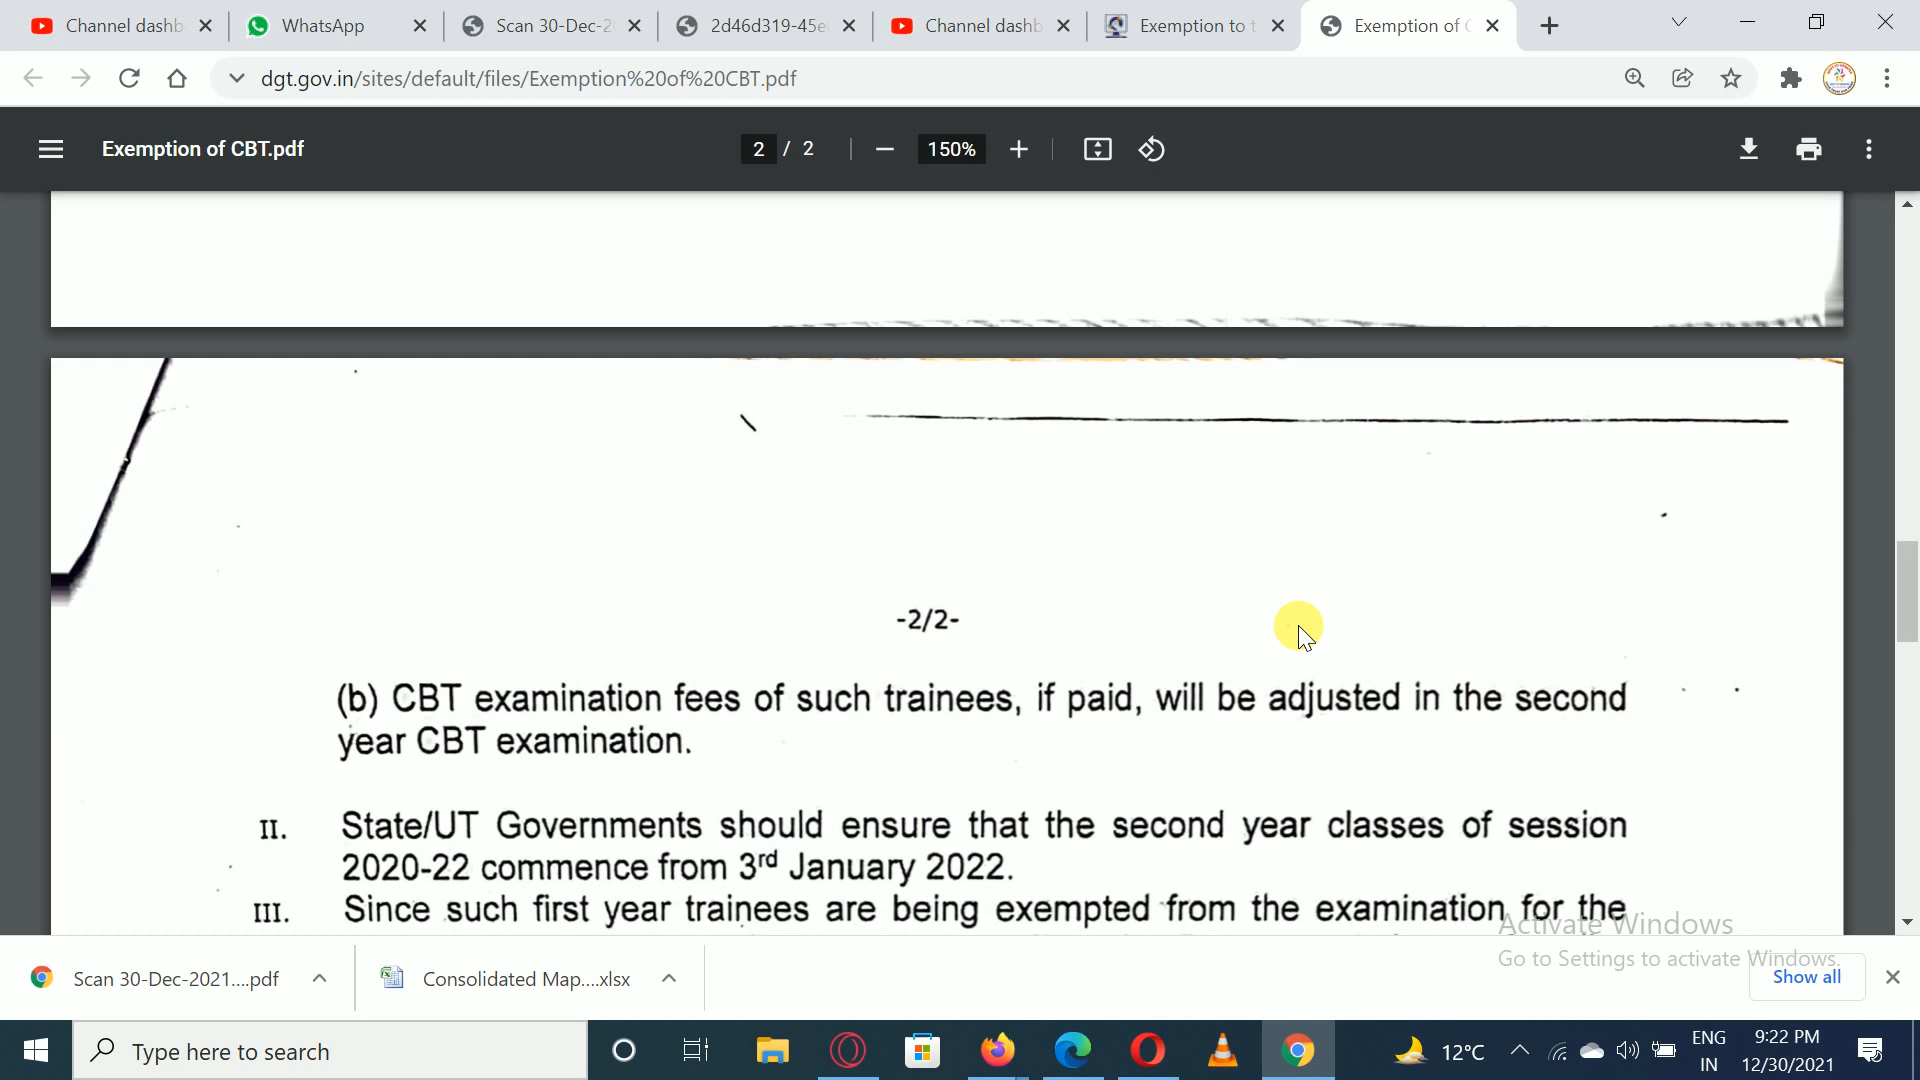 Channel dashb
WhatsApp
Scan 30-Dec-2
2d46d319-45e
Channel dashb
Exemption to t
Exemption of C
dgt.gov.in/sites/default/files/Exemption%20of%20CBT.pdf
Exemption of CBT.pdf
2 / 2
150%
-2/2-
(b) CBT examination fees of such trainees, if paid, will be adjusted in the second
year CBT examination.
II. State/UT Governments should ensure that the second year classes of session
2020-22 commence from 3rd January 2022.
III. Since such first year trainees are being exempted from the examination for the
Activate Windows
Go to Settings to activate Windows.
Scan 30-Dec-2021....pdf
Consolidated Map....xlsx
Show all
Type here to search
12°C
ENG
IN
9:22 PM
12/30/2021